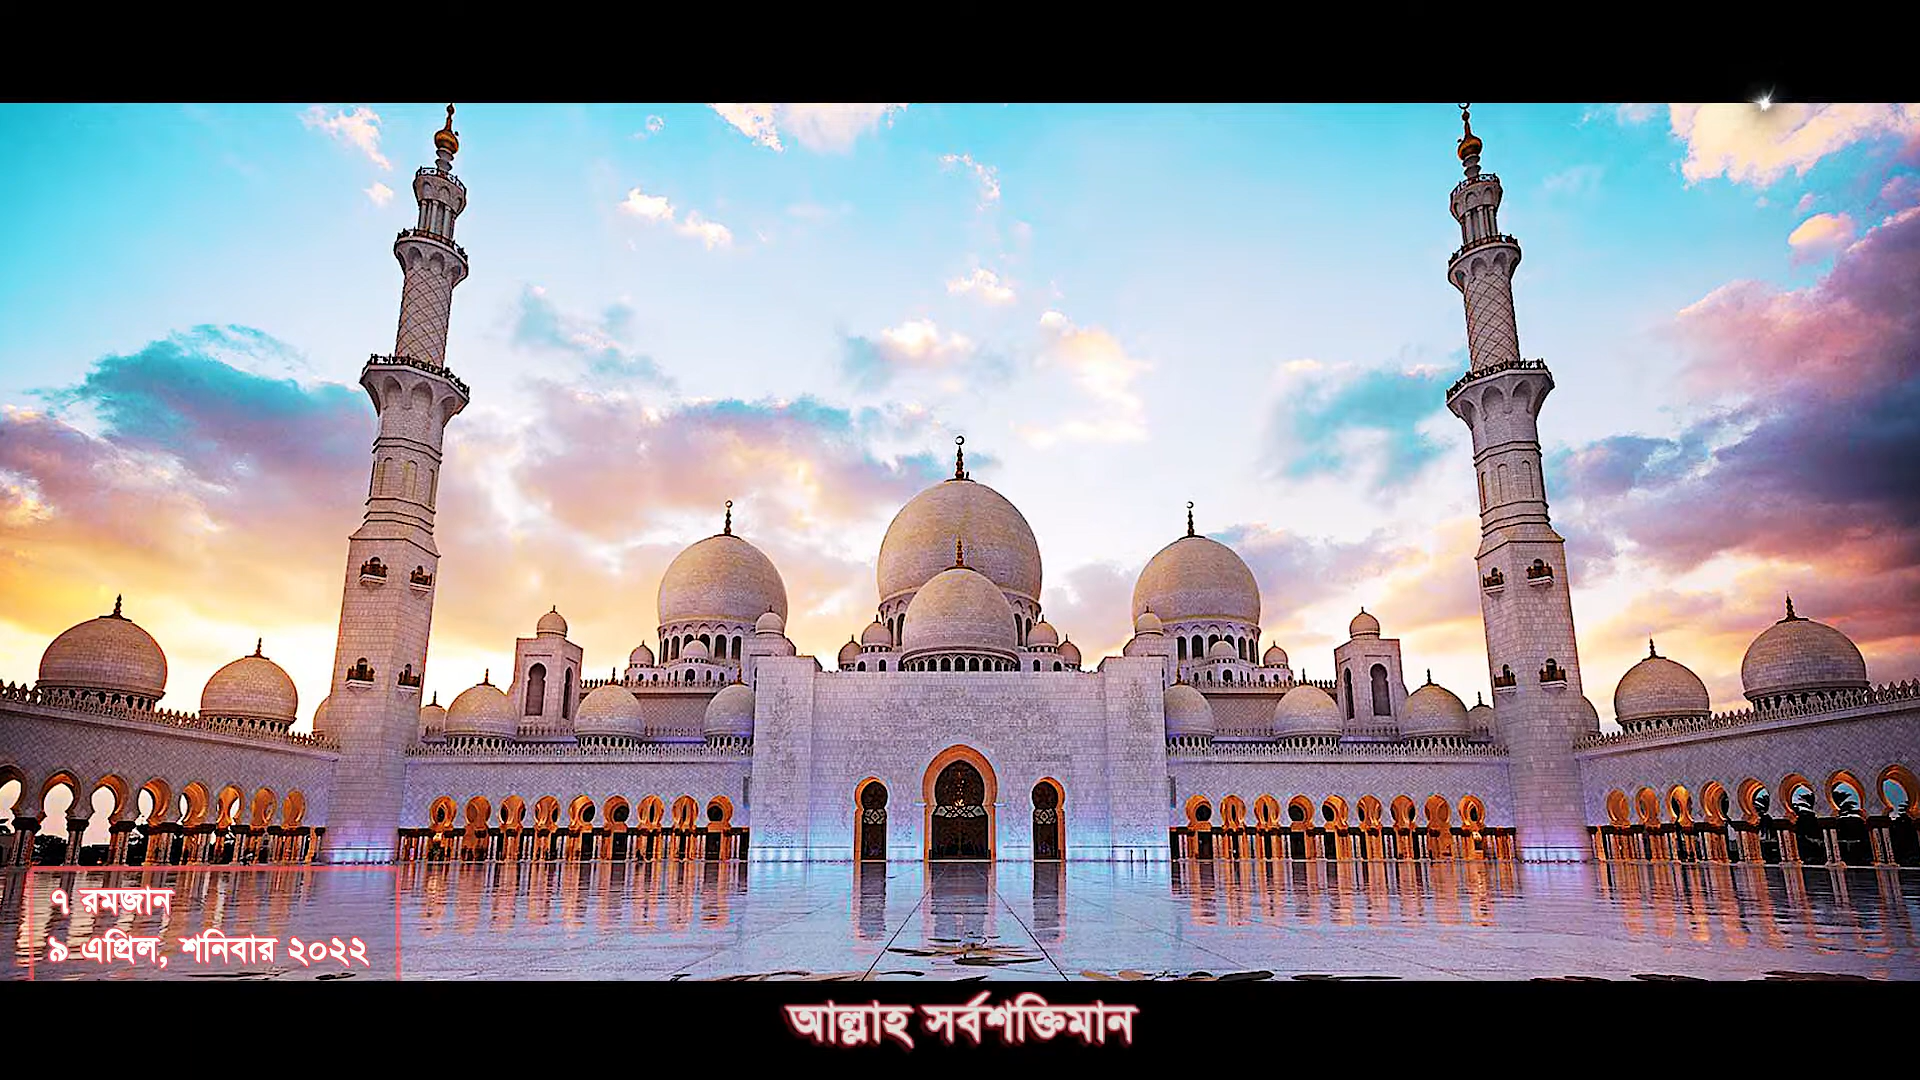 ৭ রমজান
৯ এপ্রিল, শনিবার ২০২২
আল্লাহ সর্বশক্তিমান